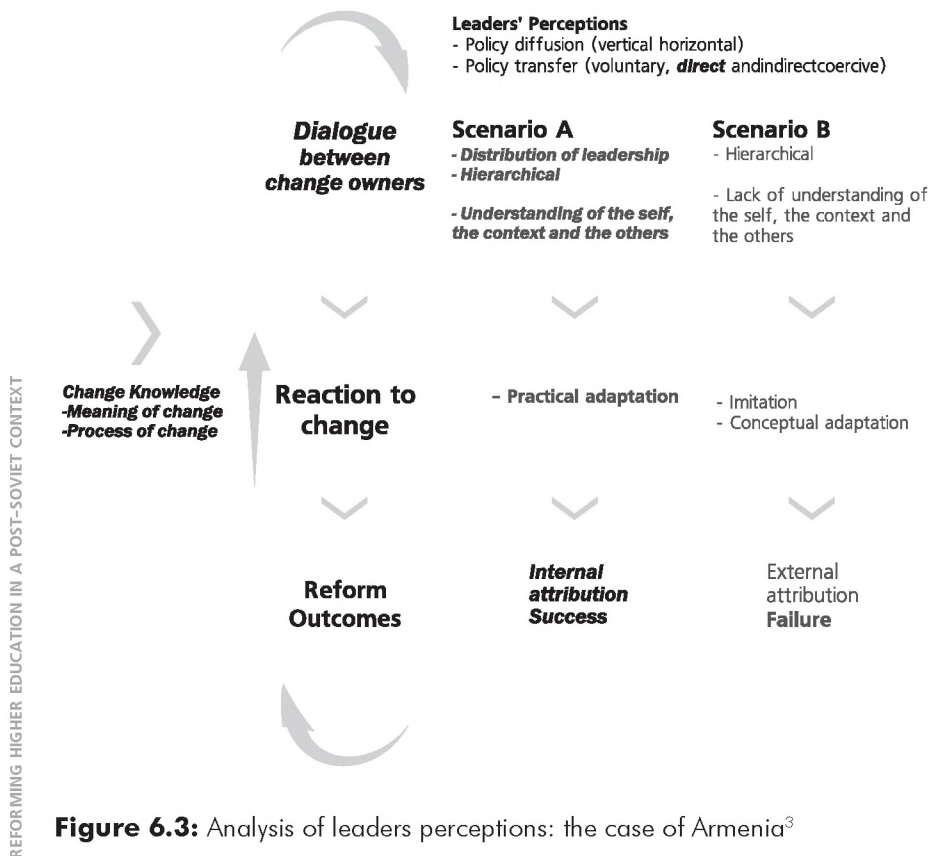 Leaders' Perceptions
- Policy diffusion (vertical horizontal)
- Policy transfer (voluntary, direct andindirectcoercive)
Dialogue
between
change owners
Scenario A
- Distribution of leadership
- Hierarchical
- Understanding of the self,
the context and the others
Scenario B
- Hierarchical
- Lack of understanding of
the self, the context and
the others
Change Knowledge
-Meaning of change
-Process of change
Reaction to
change
– Practical adaptation
- Imitation
- Conceptual adaptation
Reform
Outcomes
Internal
attribution
Success
External
attribution
Failure
REFORMING HIGHER EDUCATION IN A POST-SOVIET CONTEXT
Figure 6.3: Analysis of leaders perceptions: the case of Armenia³